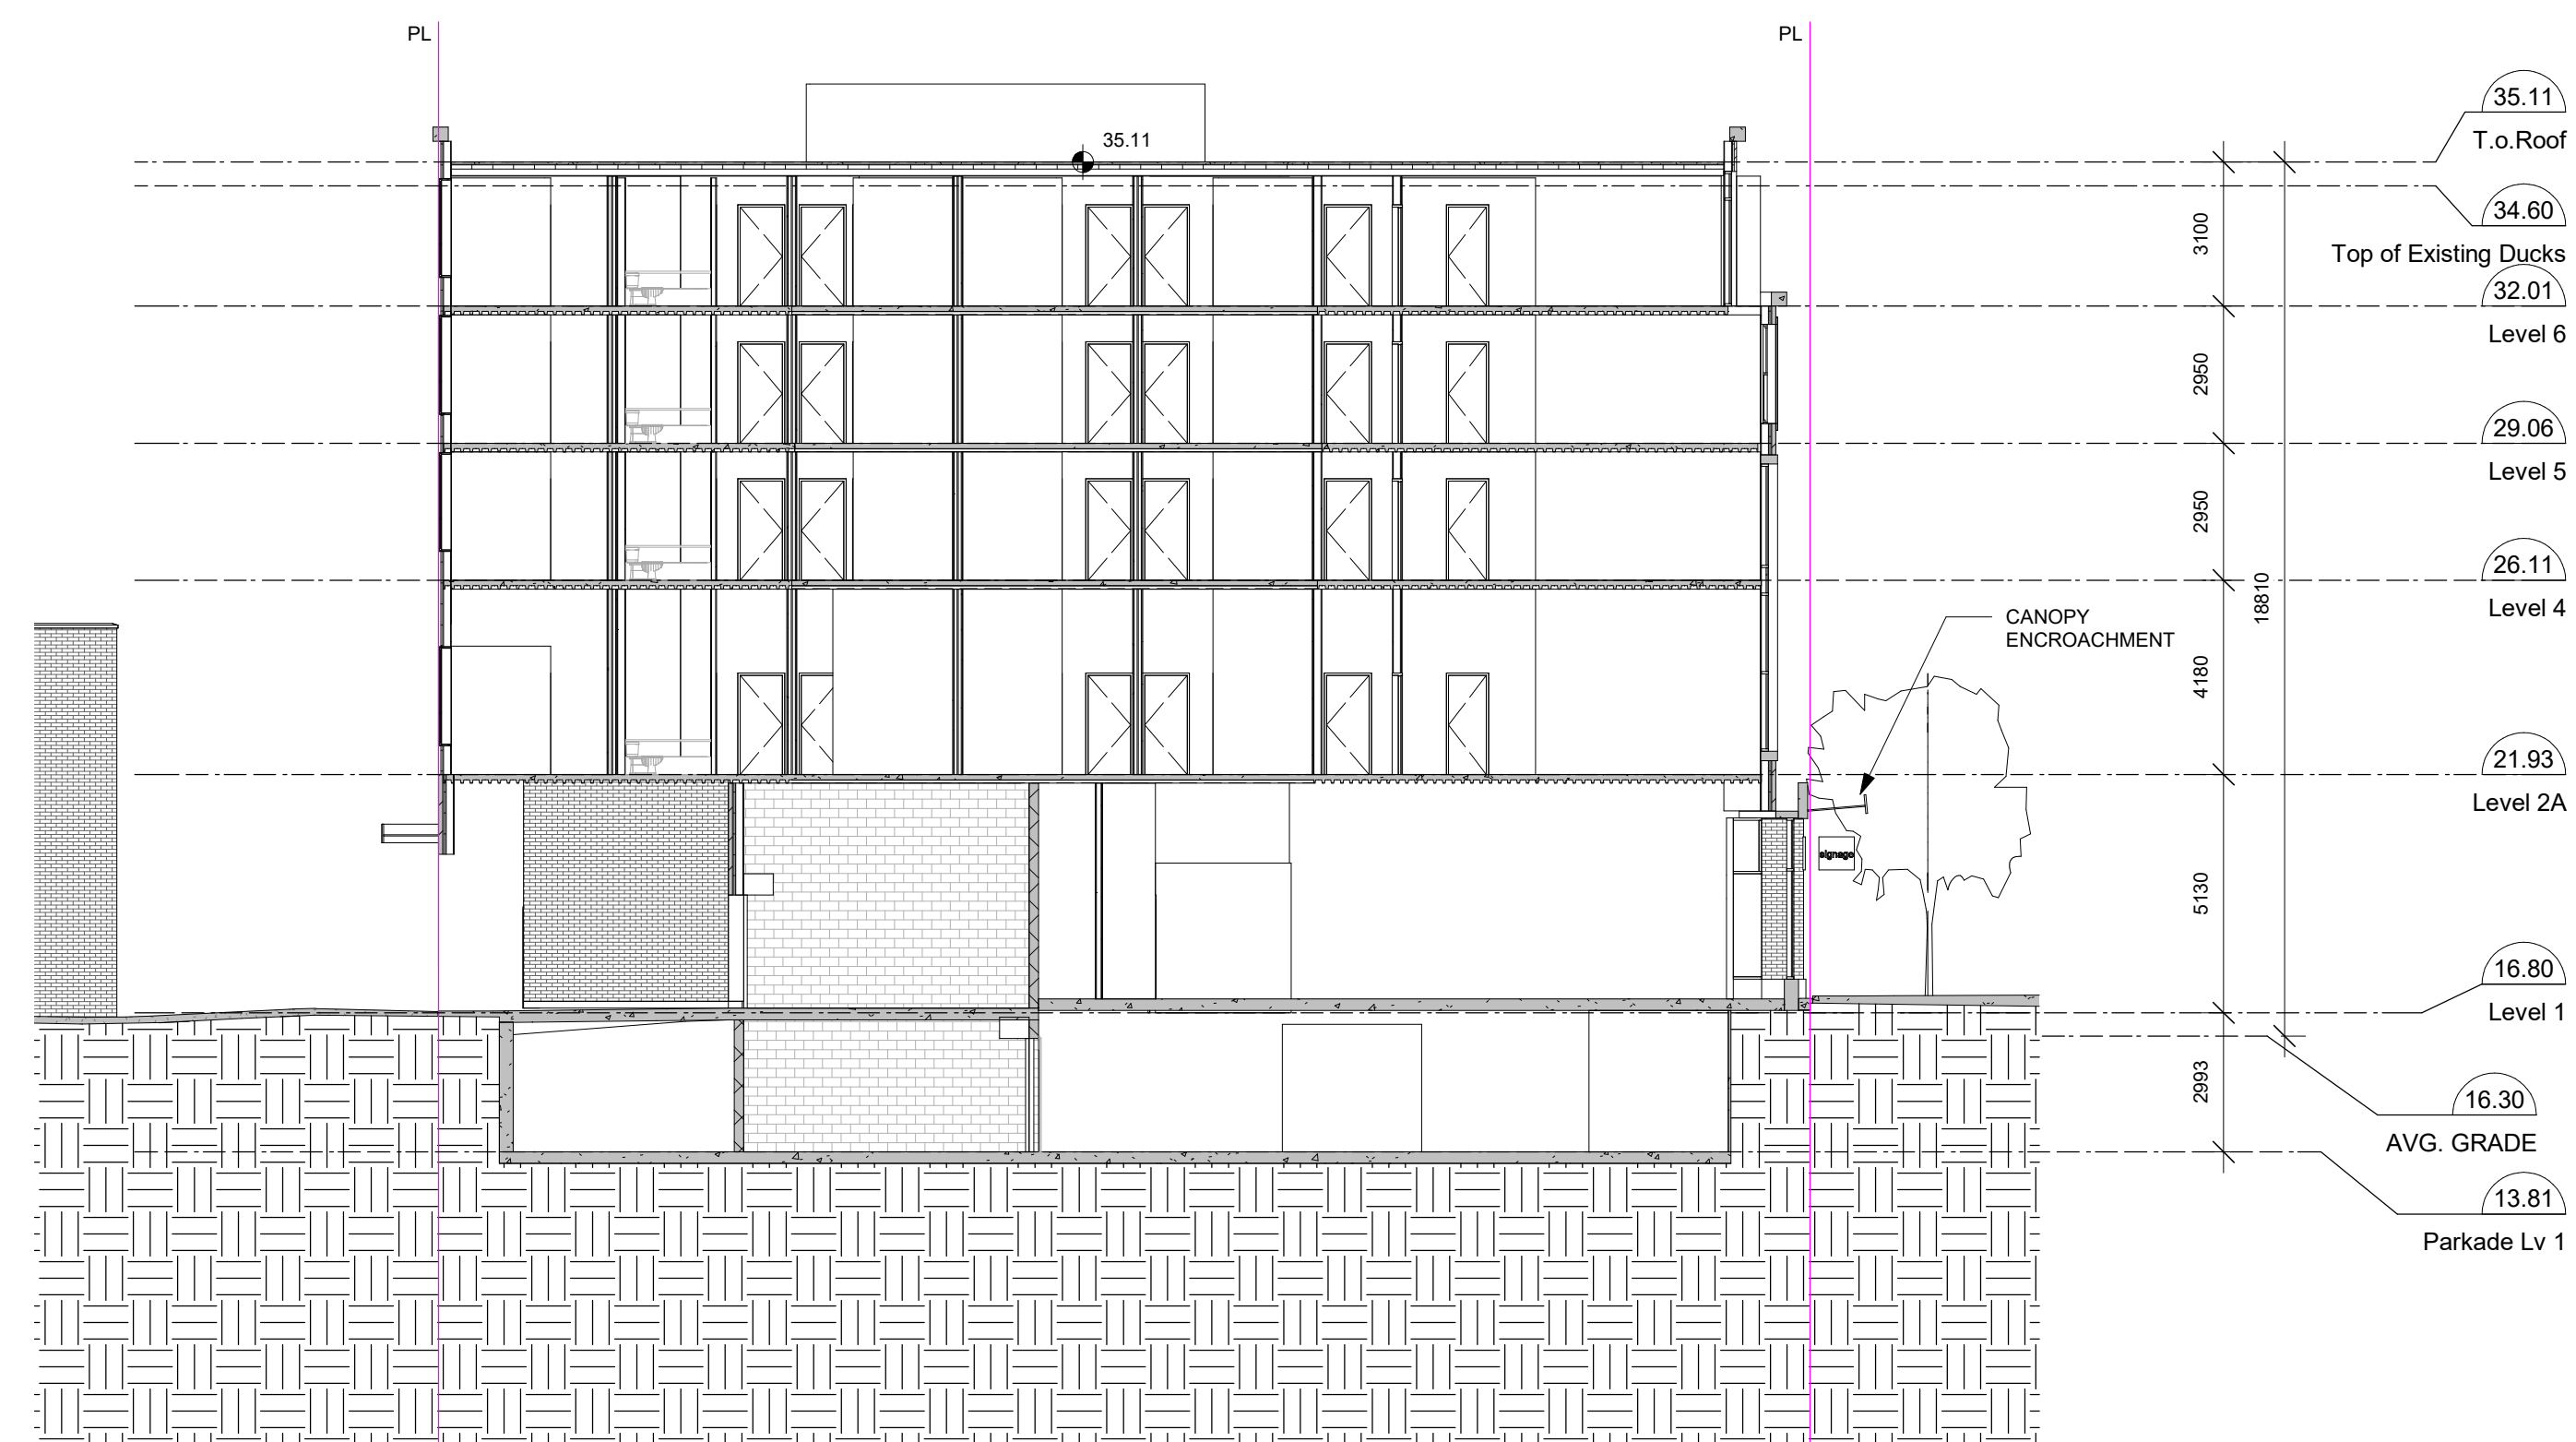 PL
PL
35.11
T.o.Roof
35.11
34.60
Top of Existing Ducks
3100
32.01
Level 6
2950
29.06
Level 5
2950
26.11
Level 4
18810
CANOPY
ENCROACHMENT
4180
21.93
Level 2A
signage
5130
16.80
Level 1
2993
16.30
AVG. GRADE
13.81
Parkade Lv 1